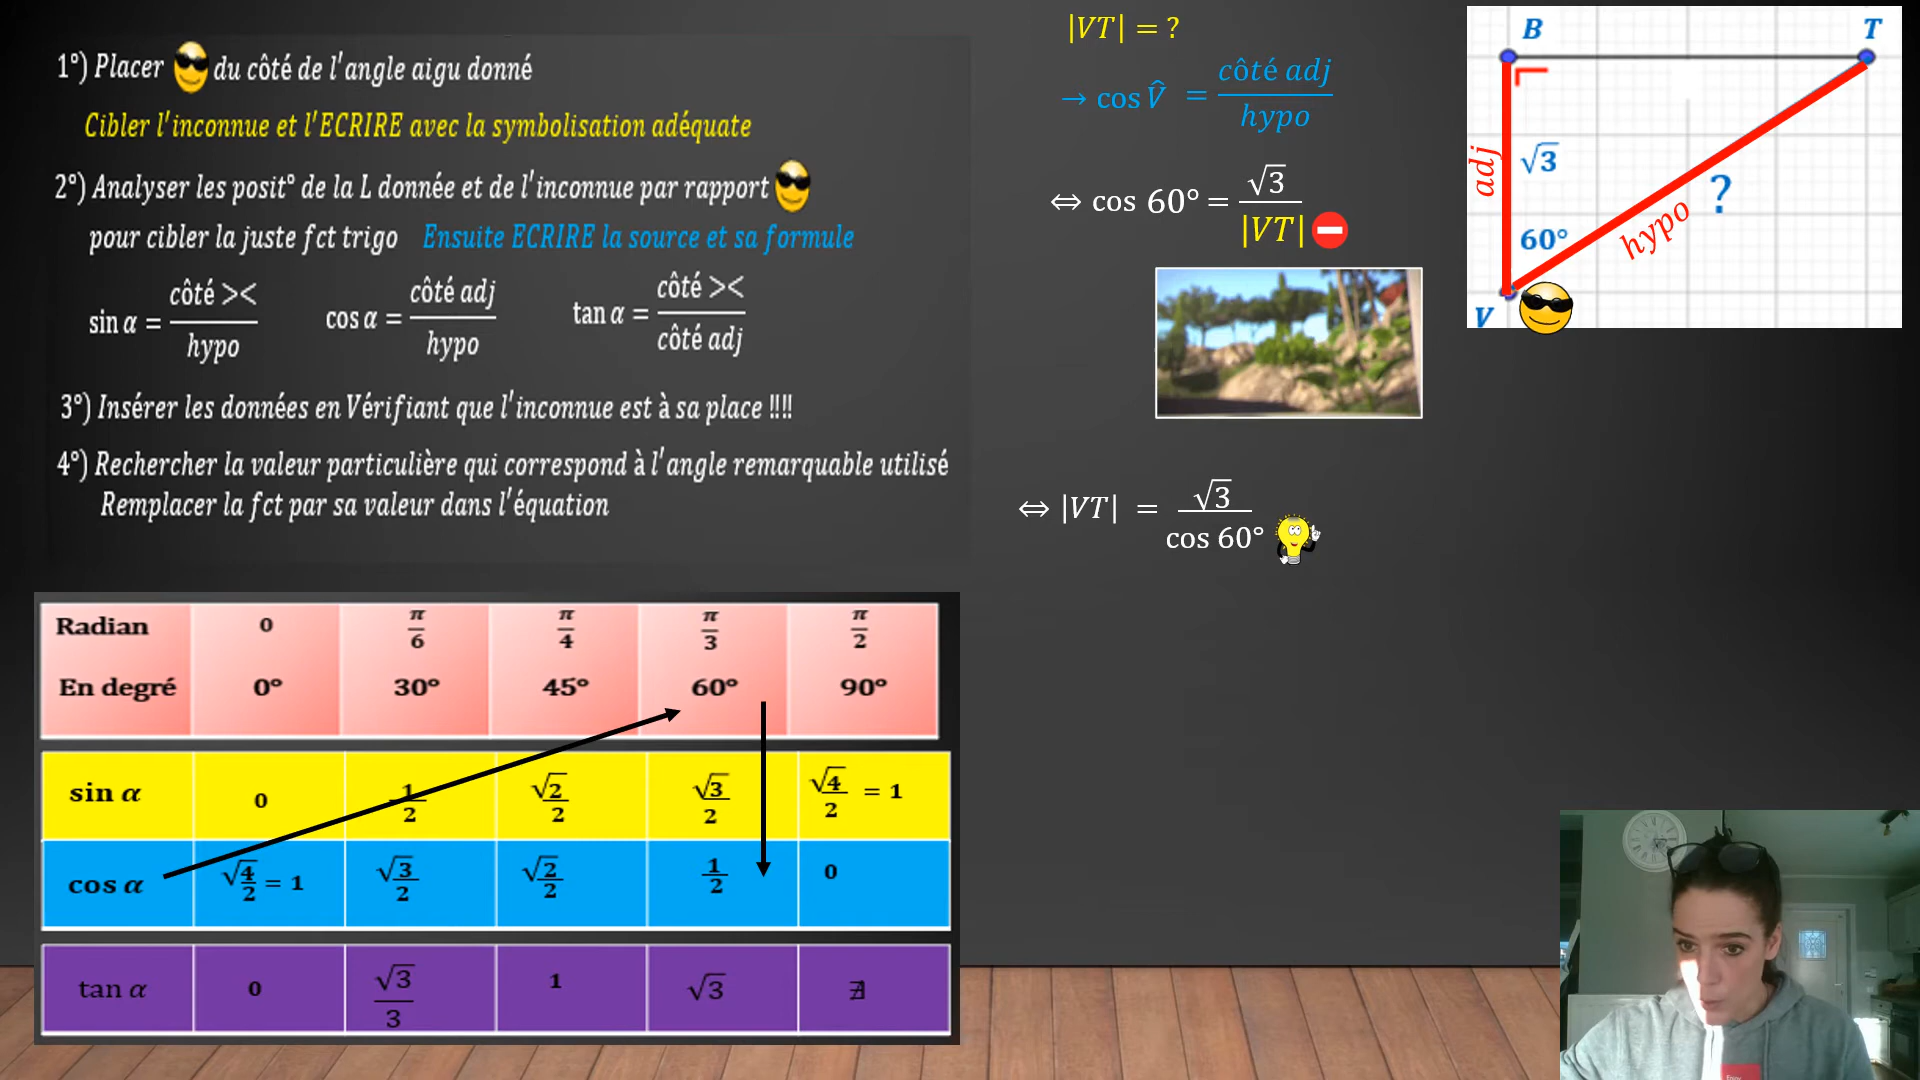 1°) Placer du côté de l'angle aigu donné
Cibler l'inconnue et l'ECRIRE avec la symbolisation adéquate
2°) Analyser les posit° de la L donnée et de l'inconnue par rapport
pour cibler la juste fct trigo Ensuite ECRIRE la source et sa formule
sin α = côté >< / hypo cos α = côté adj / hypo tan α = côté >< / côté adj
3°) Insérer les données en Vérifiant que l'inconnue est à sa place !!!!
4°) Rechercher la valeur particulière qui correspond à l'angle remarquable utilisé
Remplacer la fct par sa valeur dans l'équation
Radian 0 π/6 π/4 π/3 π/2
En degré 0° 30° 45° 60° 90°
sin α 0 1/2 √2/2 √3/2 √4/2 = 1
cos α √4/2 = 1 √3/2 √2/2 1/2 0
tan α 0 √3/3 1 √3 ∄
|VT| = ?
→ cos V̂ = côté adj / hypo
⇔ cos 60° = √3 / |VT|
⇔ |VT| = √3 / cos 60°
B T
adj √3
?
hypo
60°
V